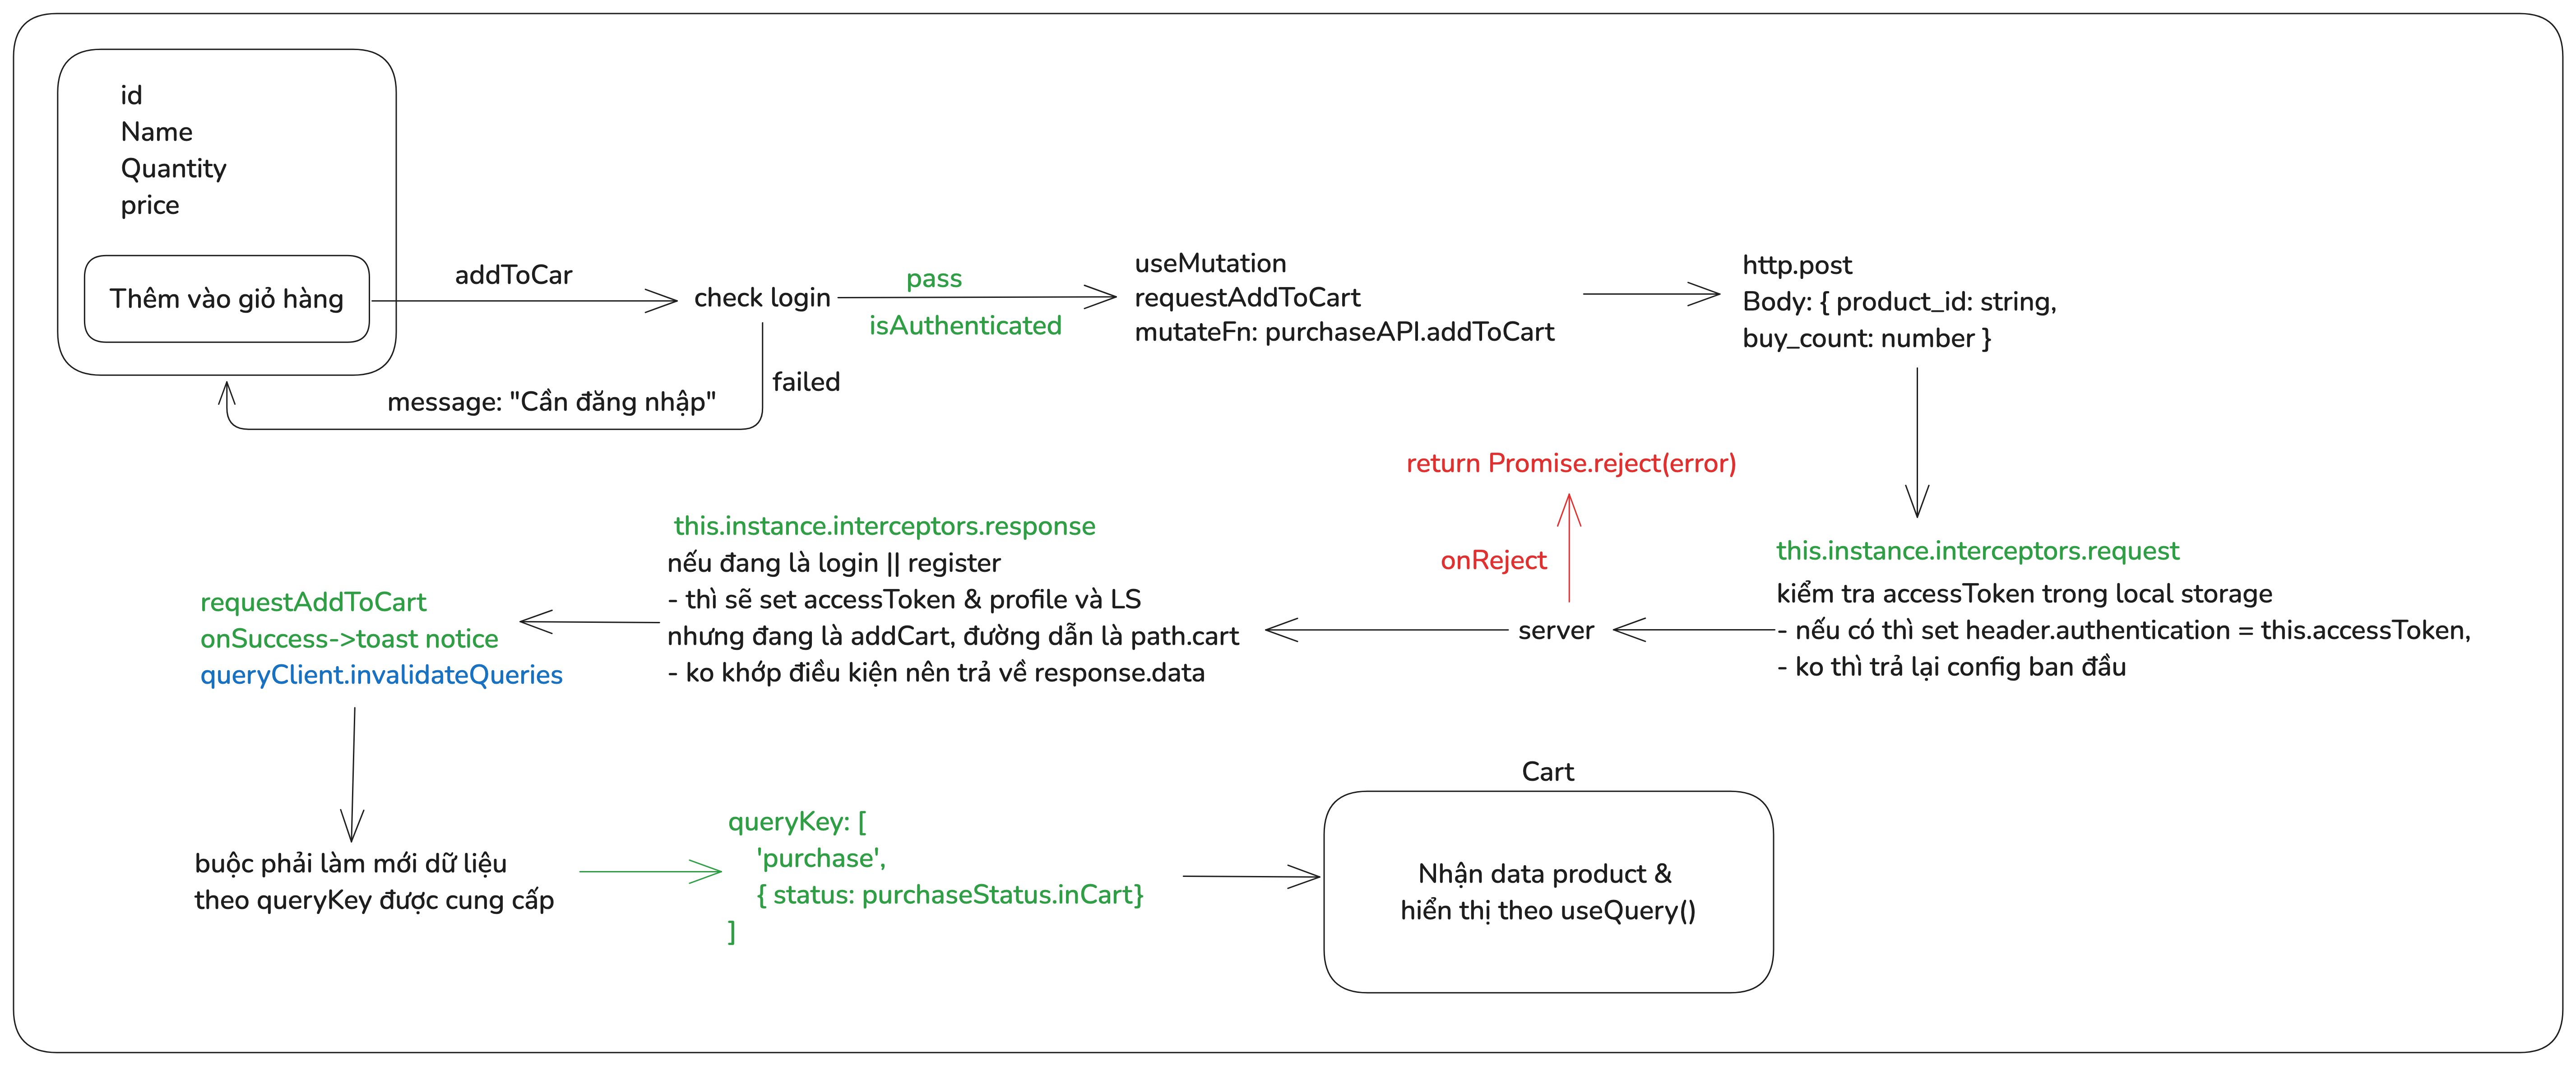 id
Name
Quantity
price
Thêm vào giỏ hàng
addToCar
check login
pass
isAuthenticated
failed
message: "Cần đăng nhập"
useMutation
requestAddToCart
mutateFn: purchaseAPI.addToCart
http.post
Body: { product_id: string,
buy_count: number }
this.instance.interceptors.request
kiểm tra accessToken trong local storage
- nếu có thì set header.authentication = this.accessToken,
- ko thì trả lại config ban đầu
server
onReject
return Promise.reject(error)
this.instance.interceptors.response
nếu đang là login || register
- thì sẽ set accessToken & profile và LS
nhưng đang là addCart, đường dẫn là path.cart
- ko khớp điều kiện nên trả về response.data
requestAddToCart
onSuccess->toast notice
queryClient.invalidateQueries
buộc phải làm mới dữ liệu
theo queryKey được cung cấp
queryKey: [
'purchase',
{ status: purchaseStatus.inCart}
]
Cart
Nhận data product &
hiển thị theo useQuery()